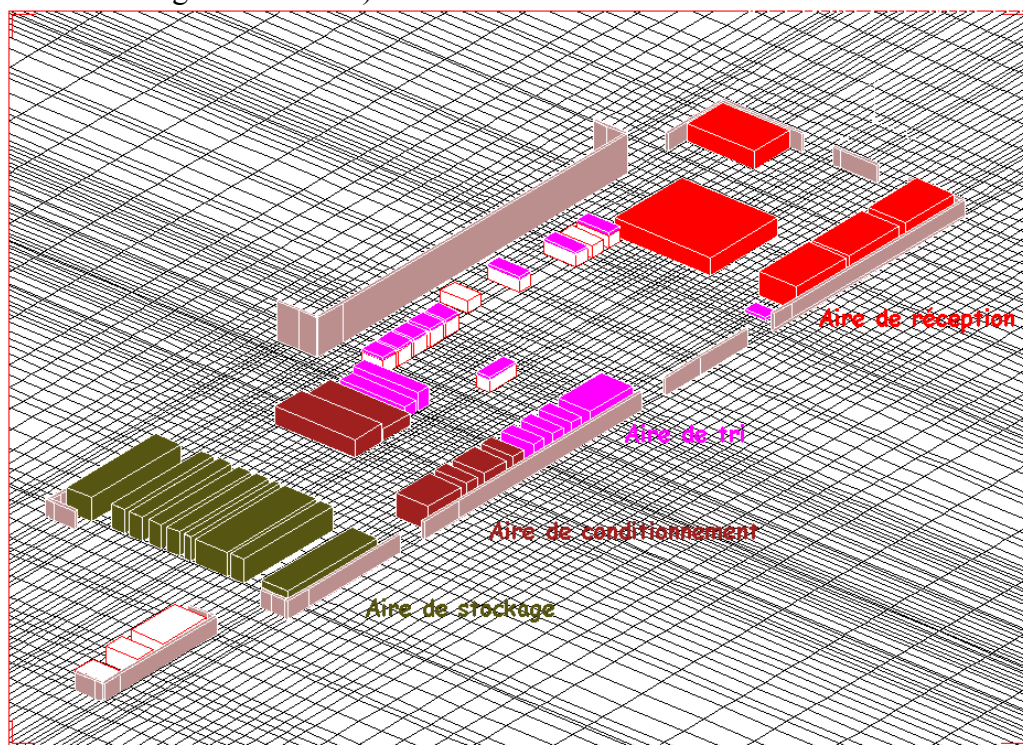 Aire de réception
Aire de tri
Aire de conditionnement
Aire de stockage